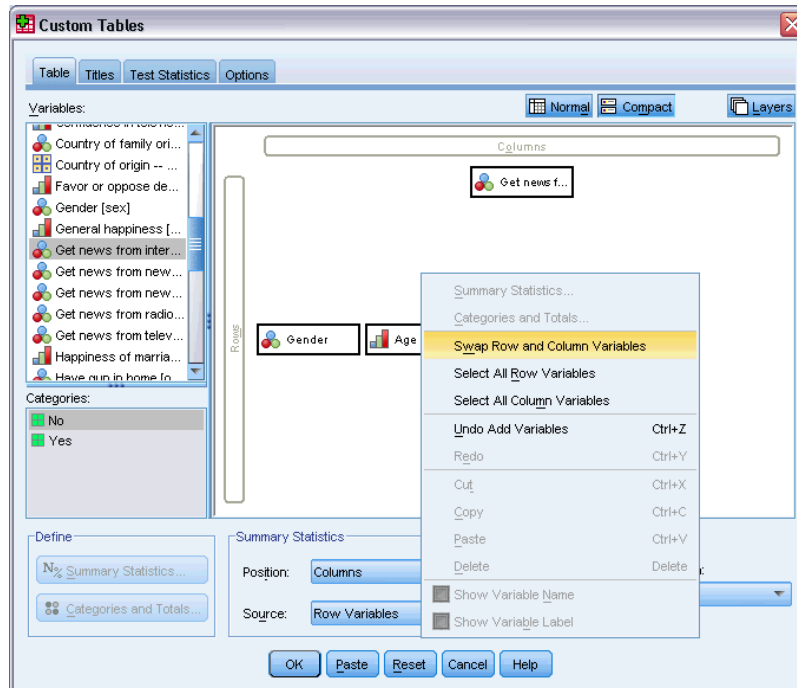 Custom Tables
Table Titles Test Statistics Options
Variables:
Normal Compact Layers
Country of family ori...
Country of origin -- ...
Favor or oppose de...
Gender [sex]
General happiness [...
Get news from inter...
Get news from new...
Get news from new...
Get news from radio...
Get news from telev...
Happiness of marria...
Have gun in home [o...
Categories:
No
Yes
Columns
Get news f...
Rows
Gender
Age
Summary Statistics...
Categories and Totals...
Swap Row and Column Variables
Select All Row Variables
Select All Column Variables
Undo Add Variables Ctrl+Z
Redo Ctrl+Y
Cut Ctrl+X
Copy Ctrl+C
Paste Ctrl+V
Delete Delete
Show Variable Name
Show Variable Label
Define
N% Summary Statistics...
Categories and Totals...
Summary Statistics
Position: Columns
Source: Row Variables
OK Paste Reset Cancel Help